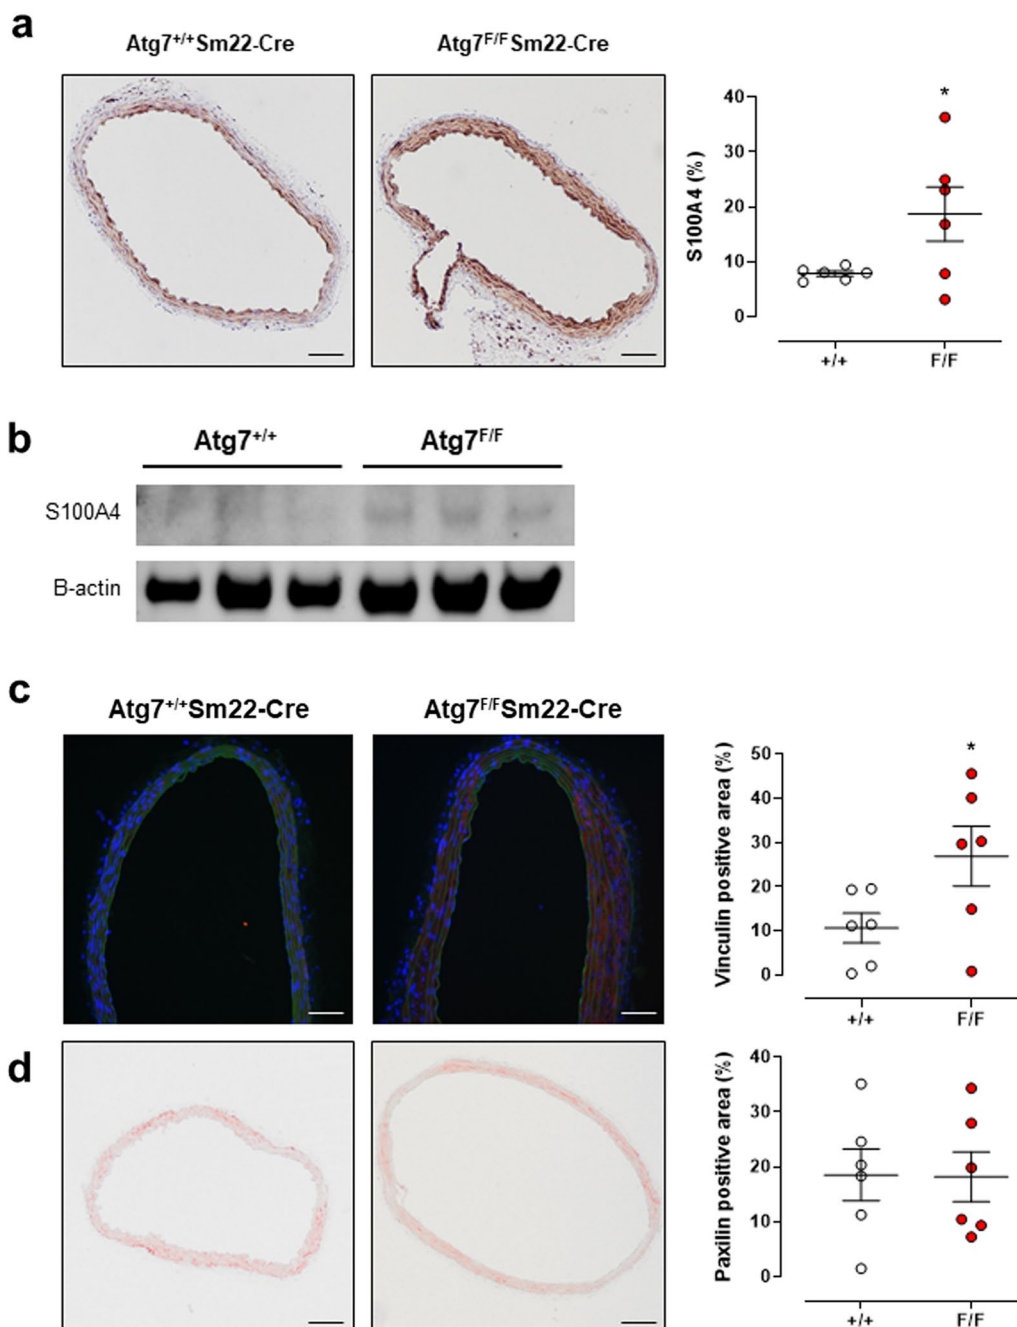 a
Atg7+/+Sm22-Cre
Atg7F/FSm22-Cre
S100A4 (%)
40
30
20
10
0
*
+/+
F/F
b
Atg7+/+
Atg7F/F
S100A4
B-actin
c
Atg7+/+Sm22-Cre
Atg7F/FSm22-Cre
Vinculin positive area (%)
50
40
30
20
10
0
*
+/+
F/F
d
Paxilin positive area (%)
40
30
20
10
0
+/+
F/F